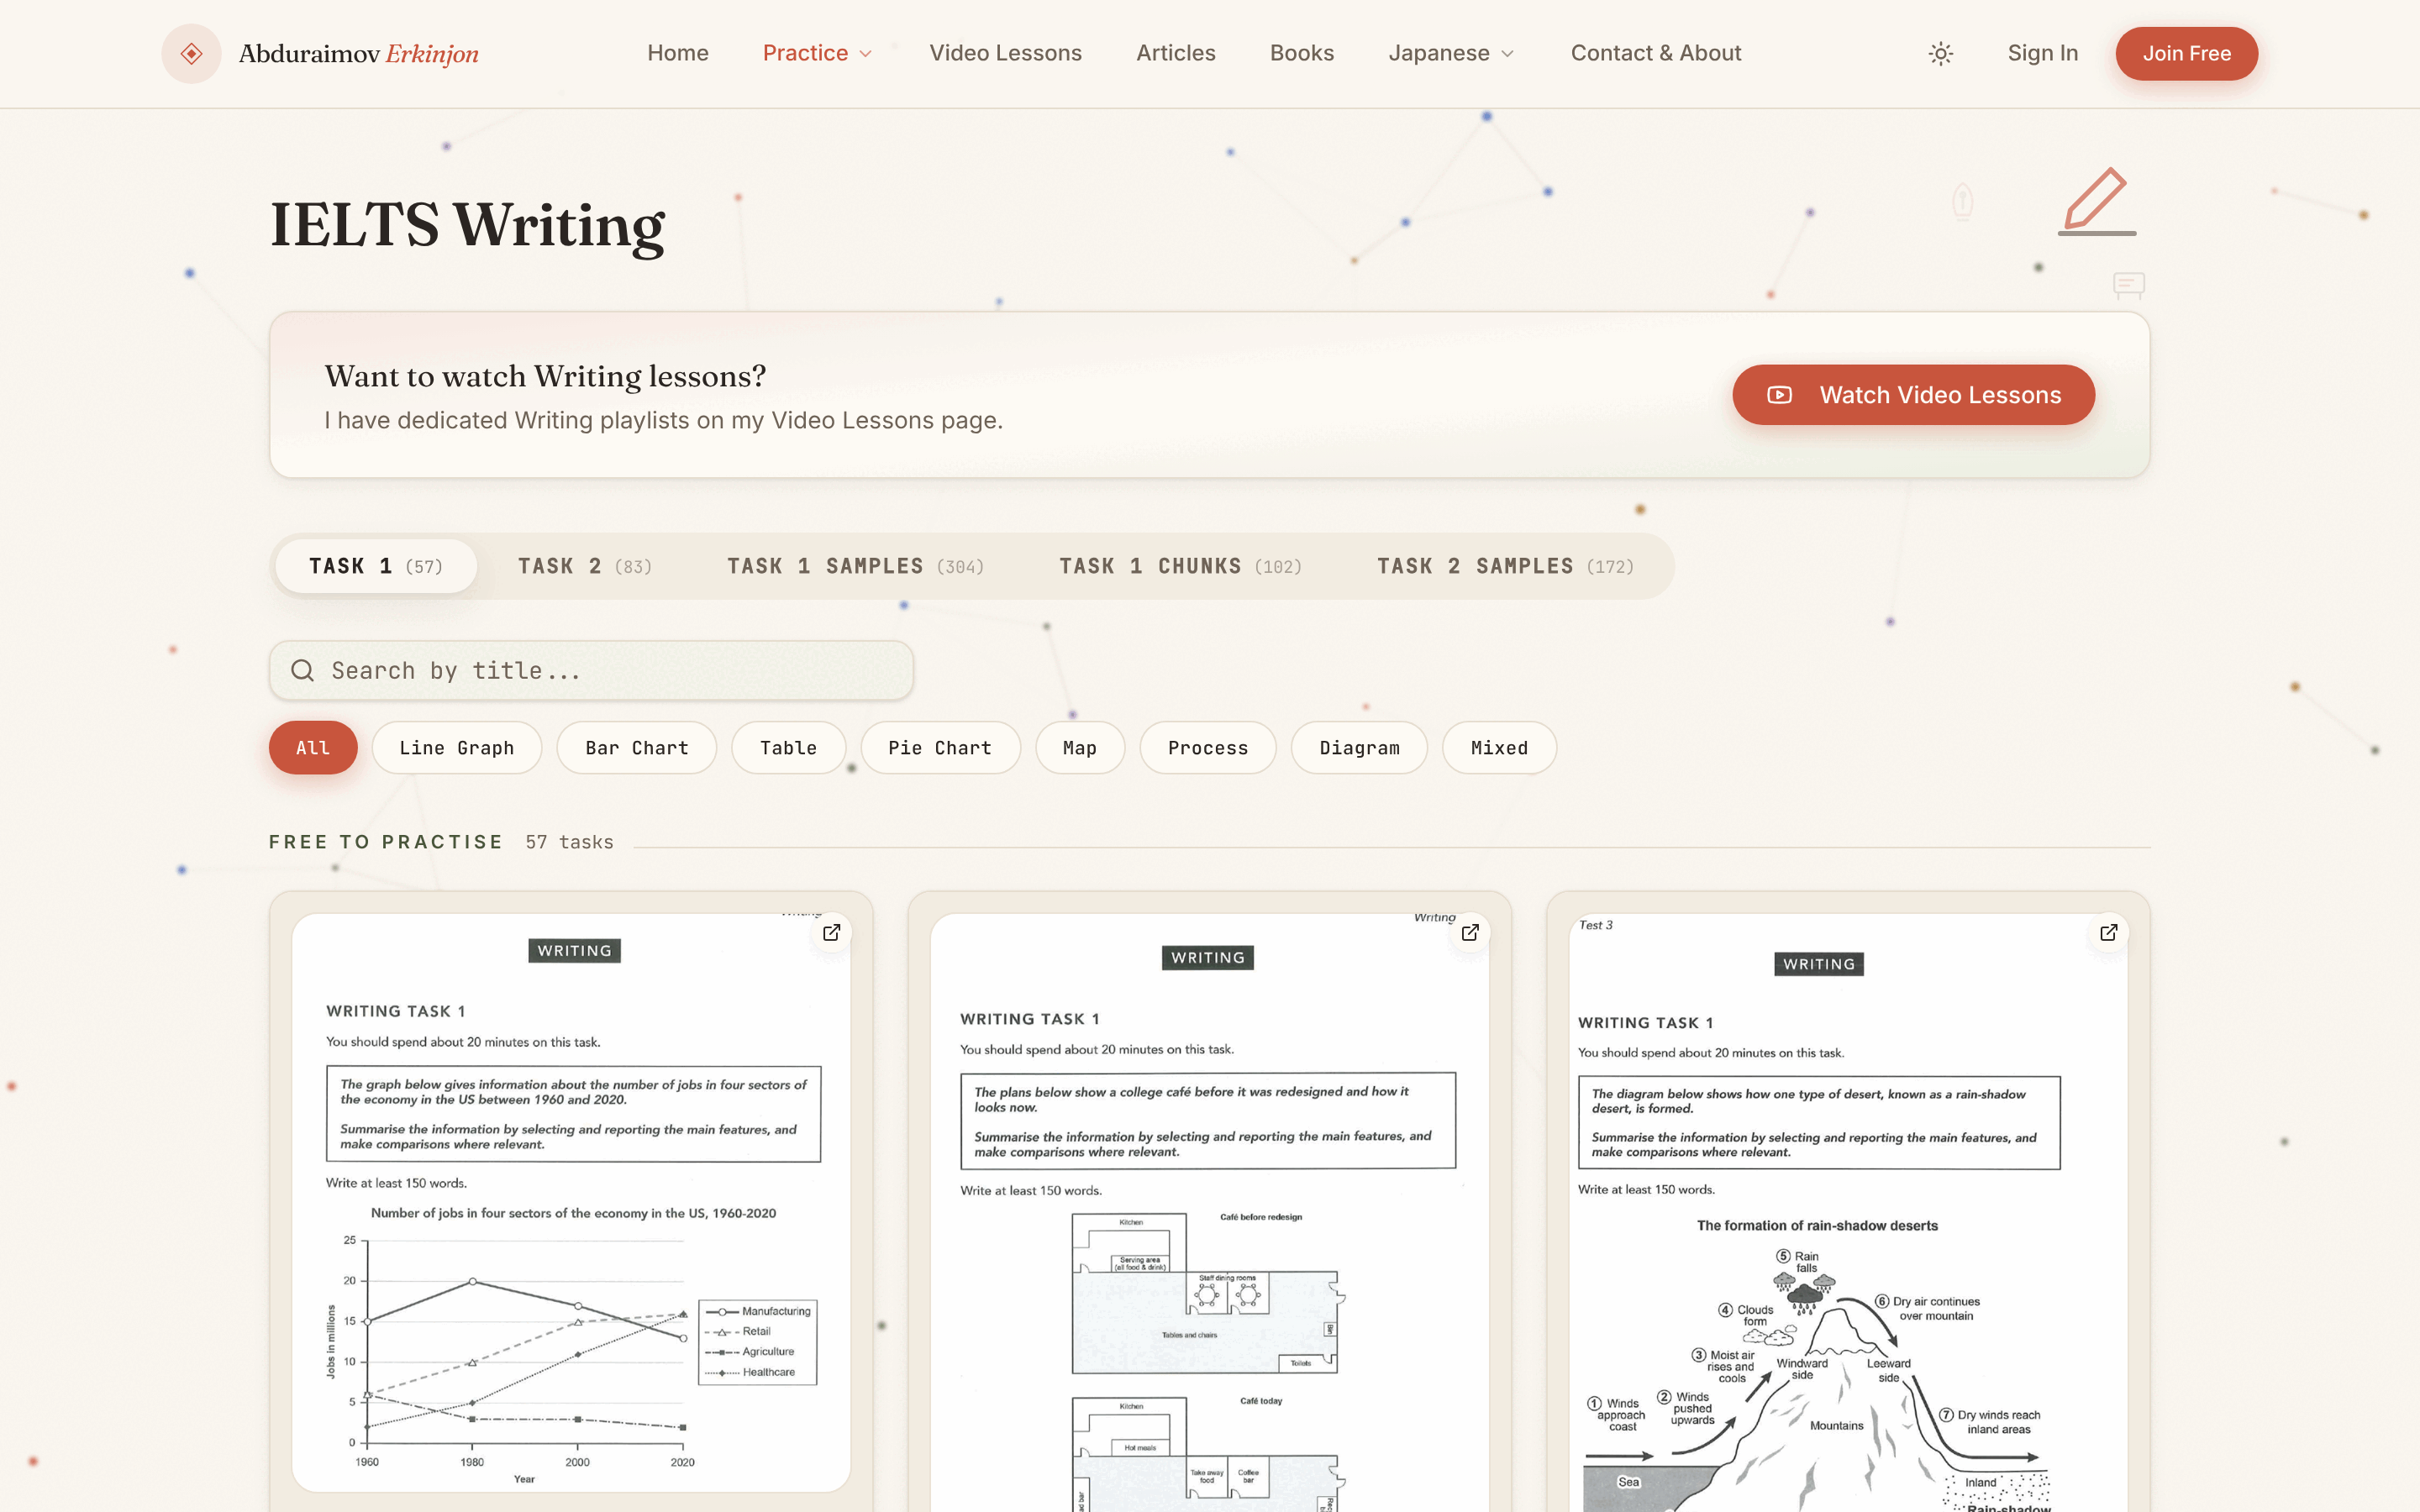 Abduraimov Erkinjon
Home
Practice
Video Lessons
Articles
Books
Japanese
Contact & About
Sign In
Join Free
IELTS Writing
Want to watch Writing lessons?
I have dedicated Writing playlists on my Video Lessons page.
Watch Video Lessons
TASK 1 (57)
TASK 2 (83)
TASK 1 SAMPLES (304)
TASK 1 CHUNKS (102)
TASK 2 SAMPLES (172)
Search by title...
All
Line Graph
Bar Chart
Table
Pie Chart
Map
Process
Diagram
Mixed
FREE TO PRACTISE 57 tasks
WRITING
WRITING TASK 1
You should spend about 20 minutes on this task.
The graph below gives information about the number of jobs in four sectors of
the economy in the US between 1960 and 2020.
Summarise the information by selecting and reporting the main features, and
make comparisons where relevant.
Write at least 150 words.
Number of jobs in four sectors of the economy in the US, 1960-2020
Jobs in millions
25
20
15
10
5
0
1960
1980
2000
2020
Year
Manufacturing
Retail
Agriculture
Healthcare
Writing
WRITING
WRITING TASK 1
You should spend about 20 minutes on this task.
The plans below show a college café before it was redesigned and how it
looks now.
Summarise the information by selecting and reporting the main features, and
make comparisons where relevant.
Write at least 150 words.
Café before redesign
Kitchen
Serving area
(all food & drink)
Staff dining rooms
Tables and chairs
Bin
Toilets
Café today
Kitchen
Hot meals
Take away
food
Coffee
bar
Test 3
WRITING
WRITING TASK 1
You should spend about 20 minutes on this task.
The diagram below shows how one type of desert, known as a rain-shadow
desert, is formed.
Summarise the information by selecting and reporting the main features, and
make comparisons where relevant.
Write at least 150 words.
The formation of rain-shadow deserts
5 Rain
falls
4 Clouds
form
6 Dry air continues
over mountain
3 Moist air
rises and
cools
Windward
side
Leeward
side
1 Winds
approach
coast
2 Winds
pushed
upwards
Mountains
7 Dry winds reach
inland areas
Sea
Inland
Rain-shadow